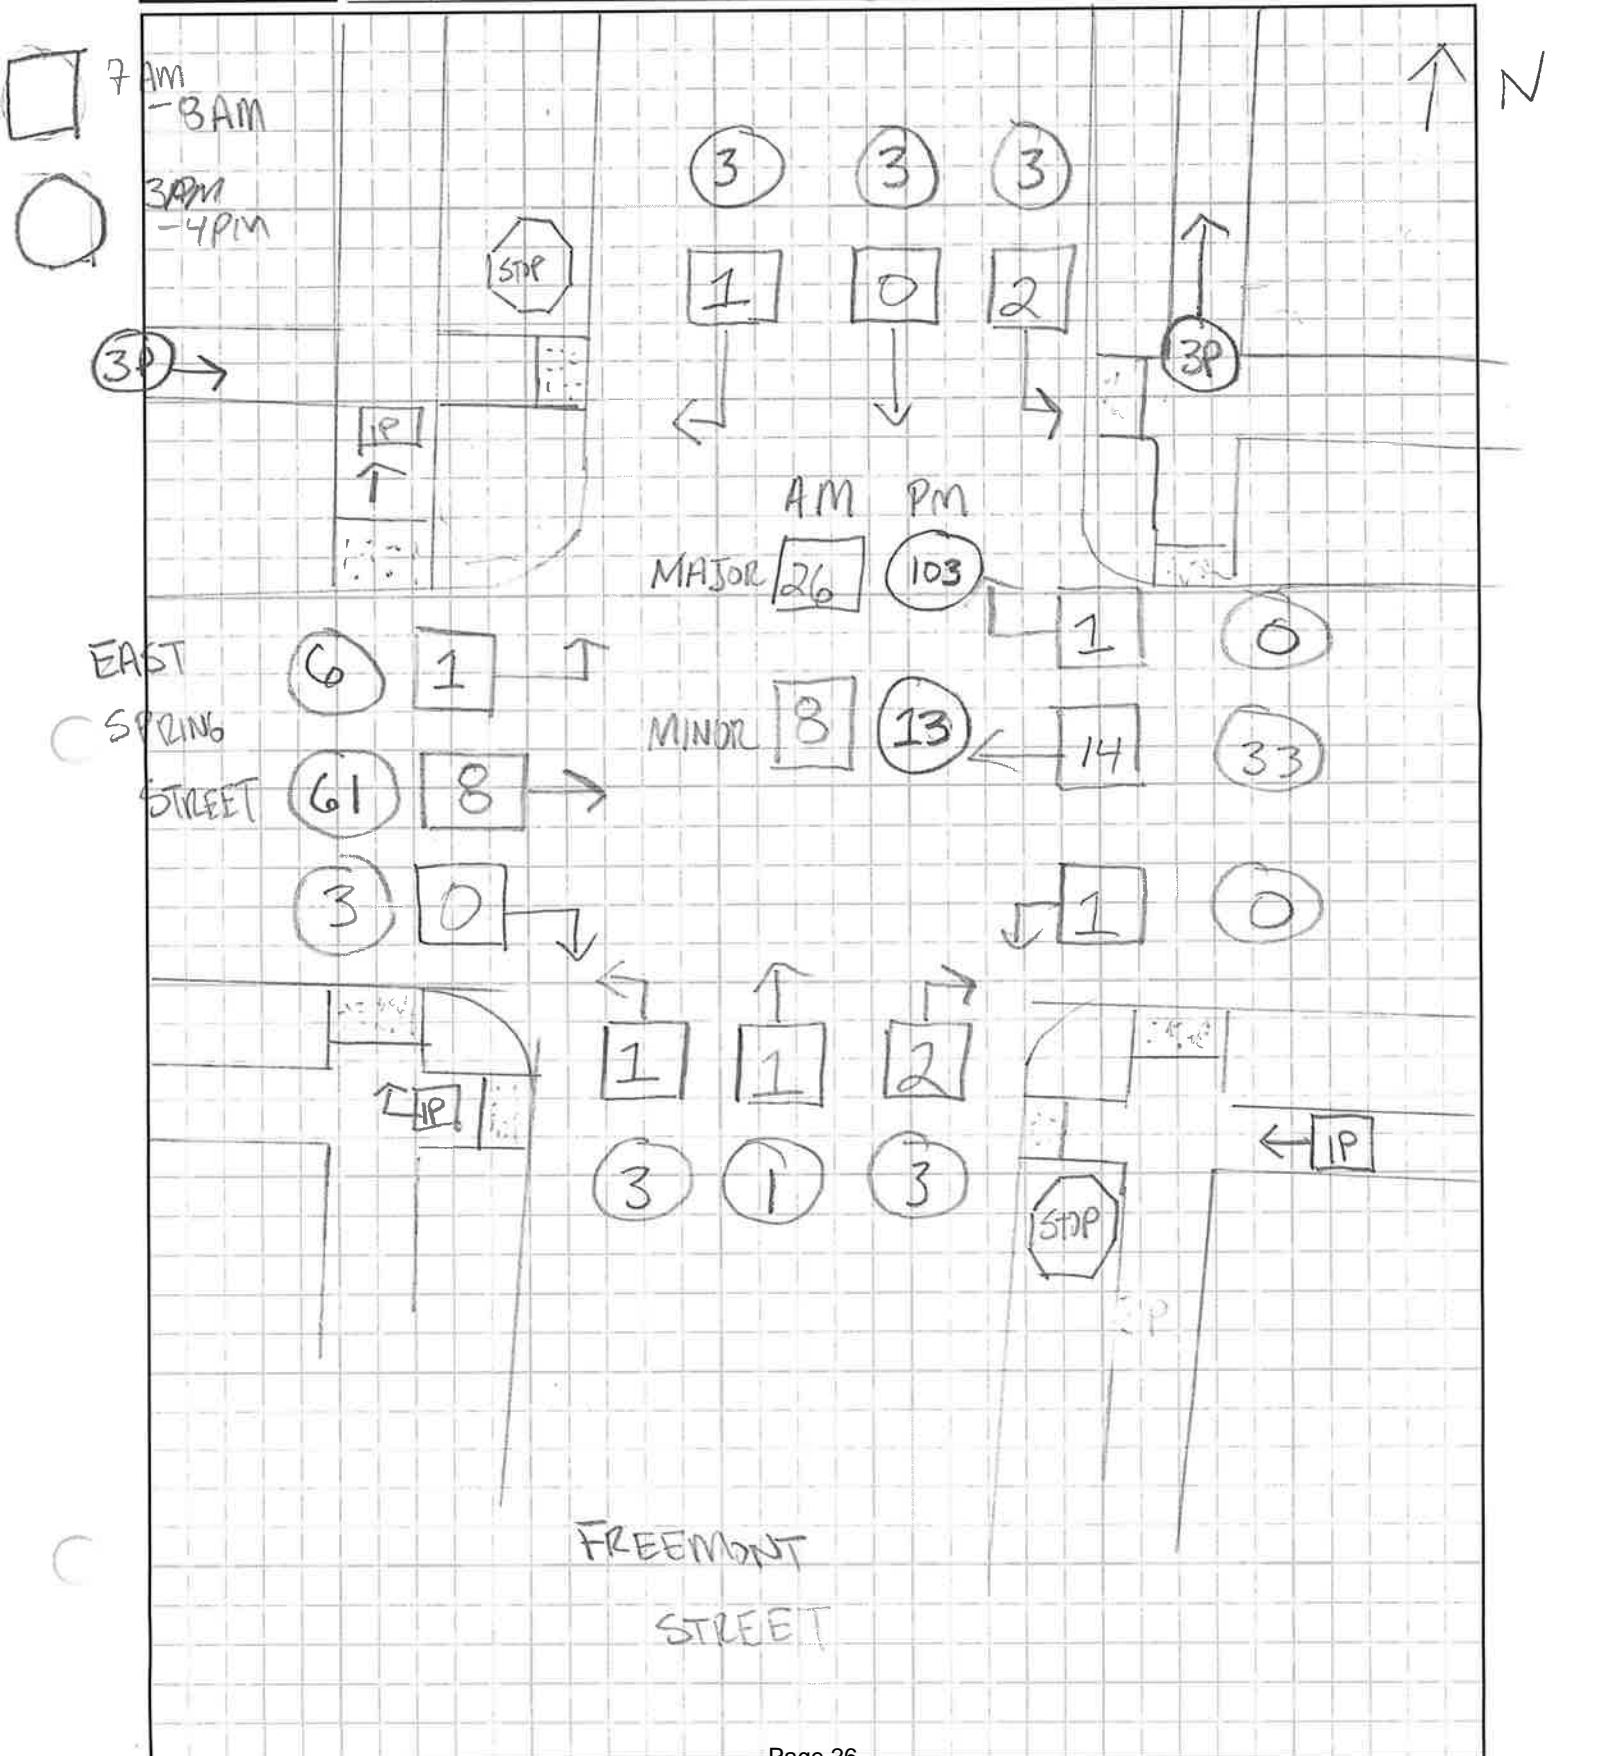 N
7 AM
-8AM
3PM
-4PM
3 3 3
STOP
1 0 2
3P
3P
1P
AM PM
MAJOR 26 103
1 0
EAST 6 1
SPRING
MINOR 8 13
14 33
STREET 61 8
3 0
1 0
1 1 2
1P
1P
3 1 3
STOP
FREEMONT
STREET
Page 26